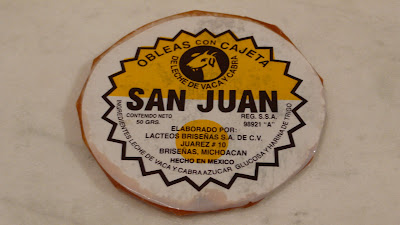 OBLEAS CON CAJETA
DE LECHE DE VACA Y CABRA
SAN JUAN
CONTENIDO NETO
50 GRS.
REG. S.S.A.
98921 "A"
ELABORADO POR:
LACTEOS BRISEÑAS S.A. DE C.V.
JUAREZ # 10
BRISEÑAS, MICHOACAN
HECHO EN MEXICO
INGREDIENTES LECHE DE VACA Y CABRA AZUCAR GLUCOSA Y HARINA DE TRIGO